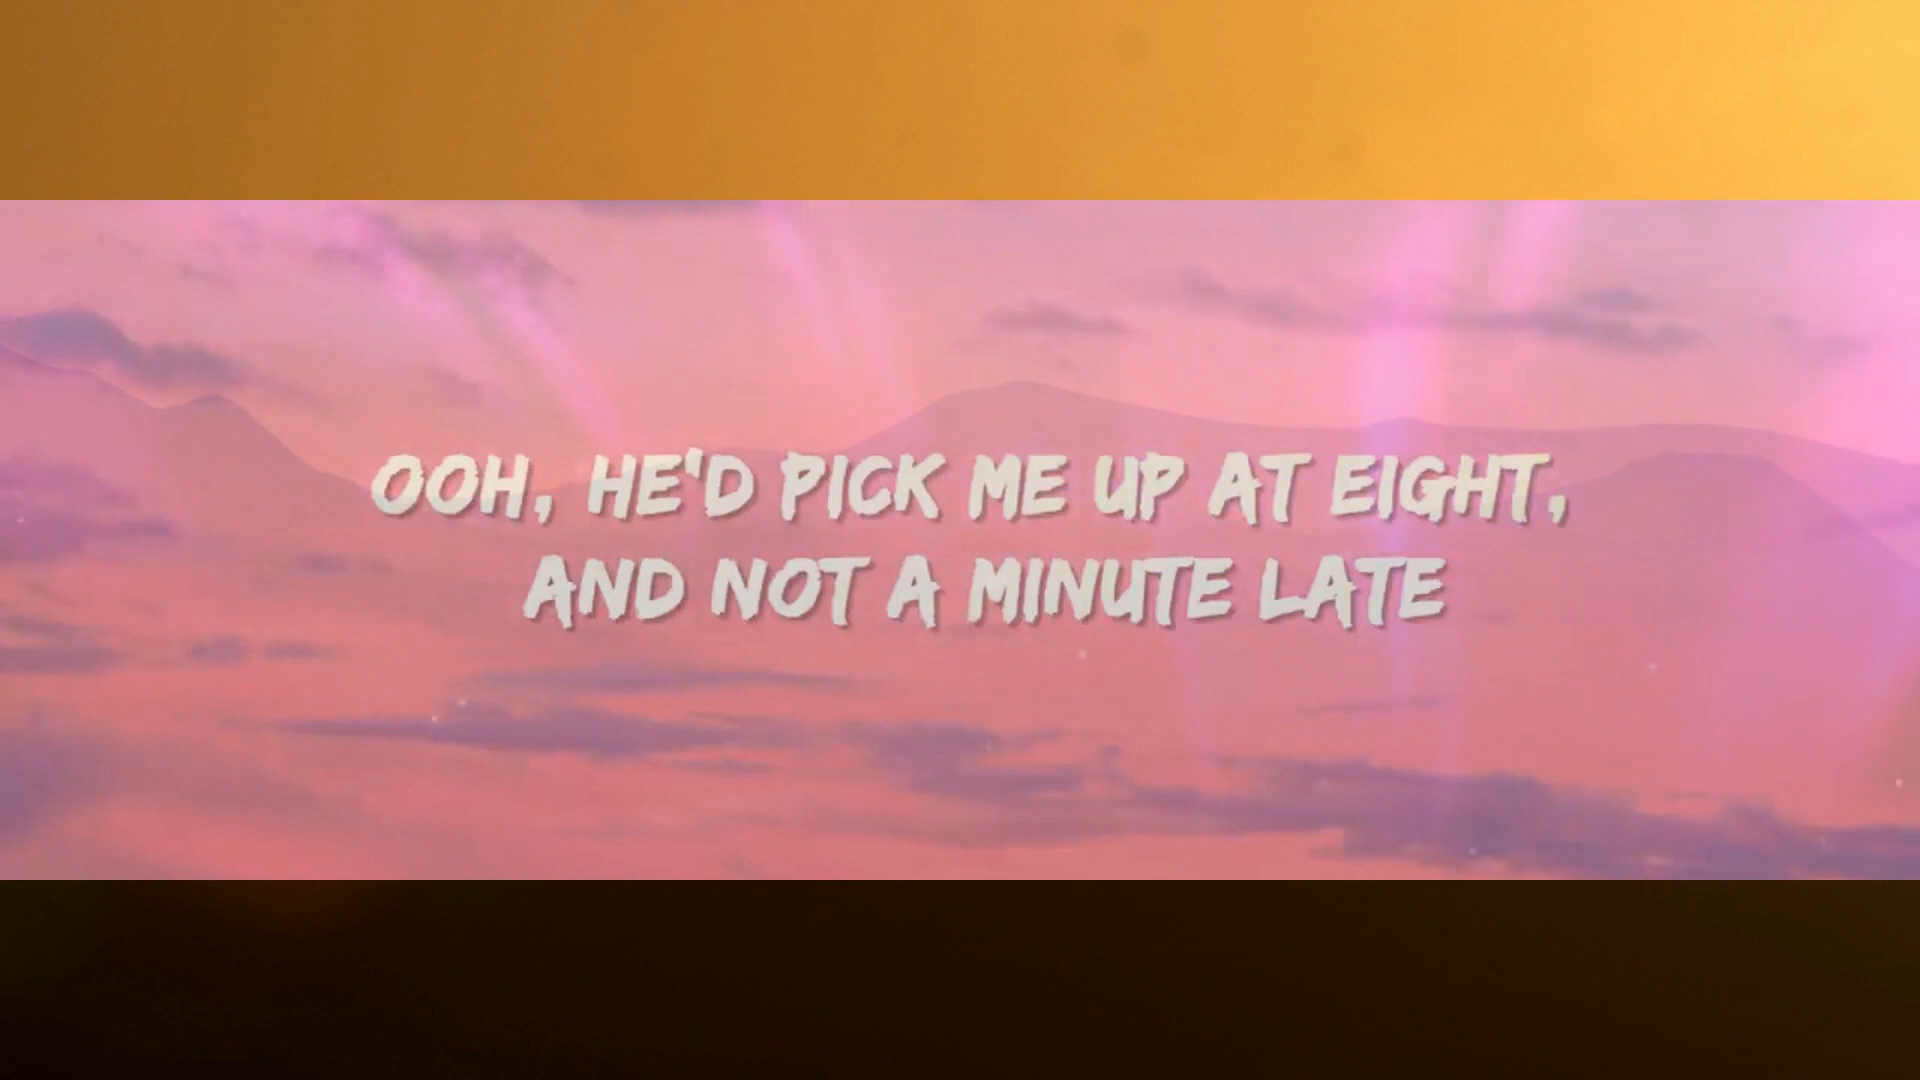 OOH, HE'D PICK ME UP AT EIGHT,
AND NOT A MINUTE LATE